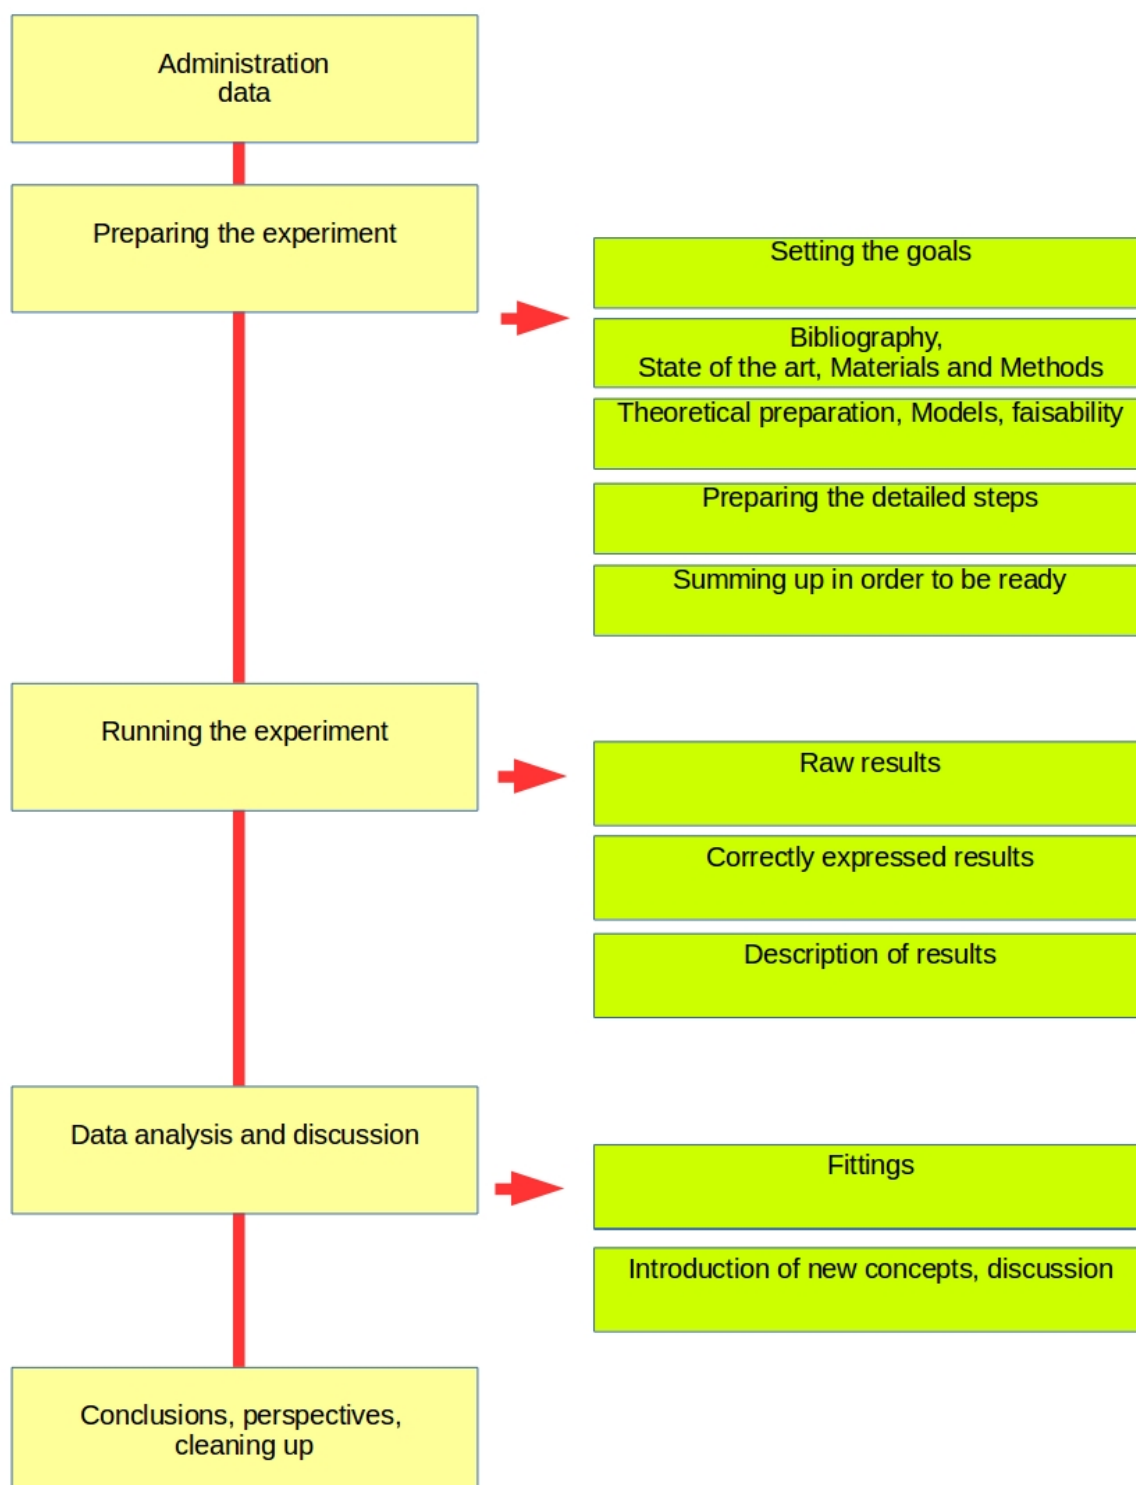 Administration
data
Preparing the experiment
Setting the goals
Bibliography,
State of the art, Materials and Methods
Theoretical preparation, Models, faisability
Preparing the detailed steps
Summing up in order to be ready
Running the experiment
Raw results
Correctly expressed results
Description of results
Data analysis and discussion
Fittings
Introduction of new concepts, discussion
Conclusions, perspectives,
cleaning up